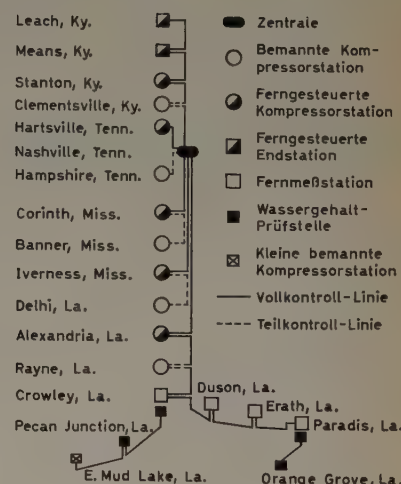 Leach, Ky.
Means, Ky.
Stanton, Ky.
Clementsville, Ky.
Hartsville, Tenn.
Nashville, Tenn.
Hampshire, Tenn.
Corinth, Miss.
Banner, Miss.
Iverness, Miss.
Delhi, La.
Alexandria, La.
Rayne, La.
Crowley, La.
Pecan Junction, La.
E. Mud Lake, La.
Duson, La.
Erath, La.
Paradis, La.
Orange Grove, La.
Zentrale
Bemannte Kom-
pressorstation
Ferngesteuerte
Kompressorstation
Ferngesteuerte
Endstation
Fernmeßstation
Wassergehalt-
Prüfstelle
Kleine bemannte
Kompressorstation
Vollkontroll-Linie
Teilkontroll-Linie